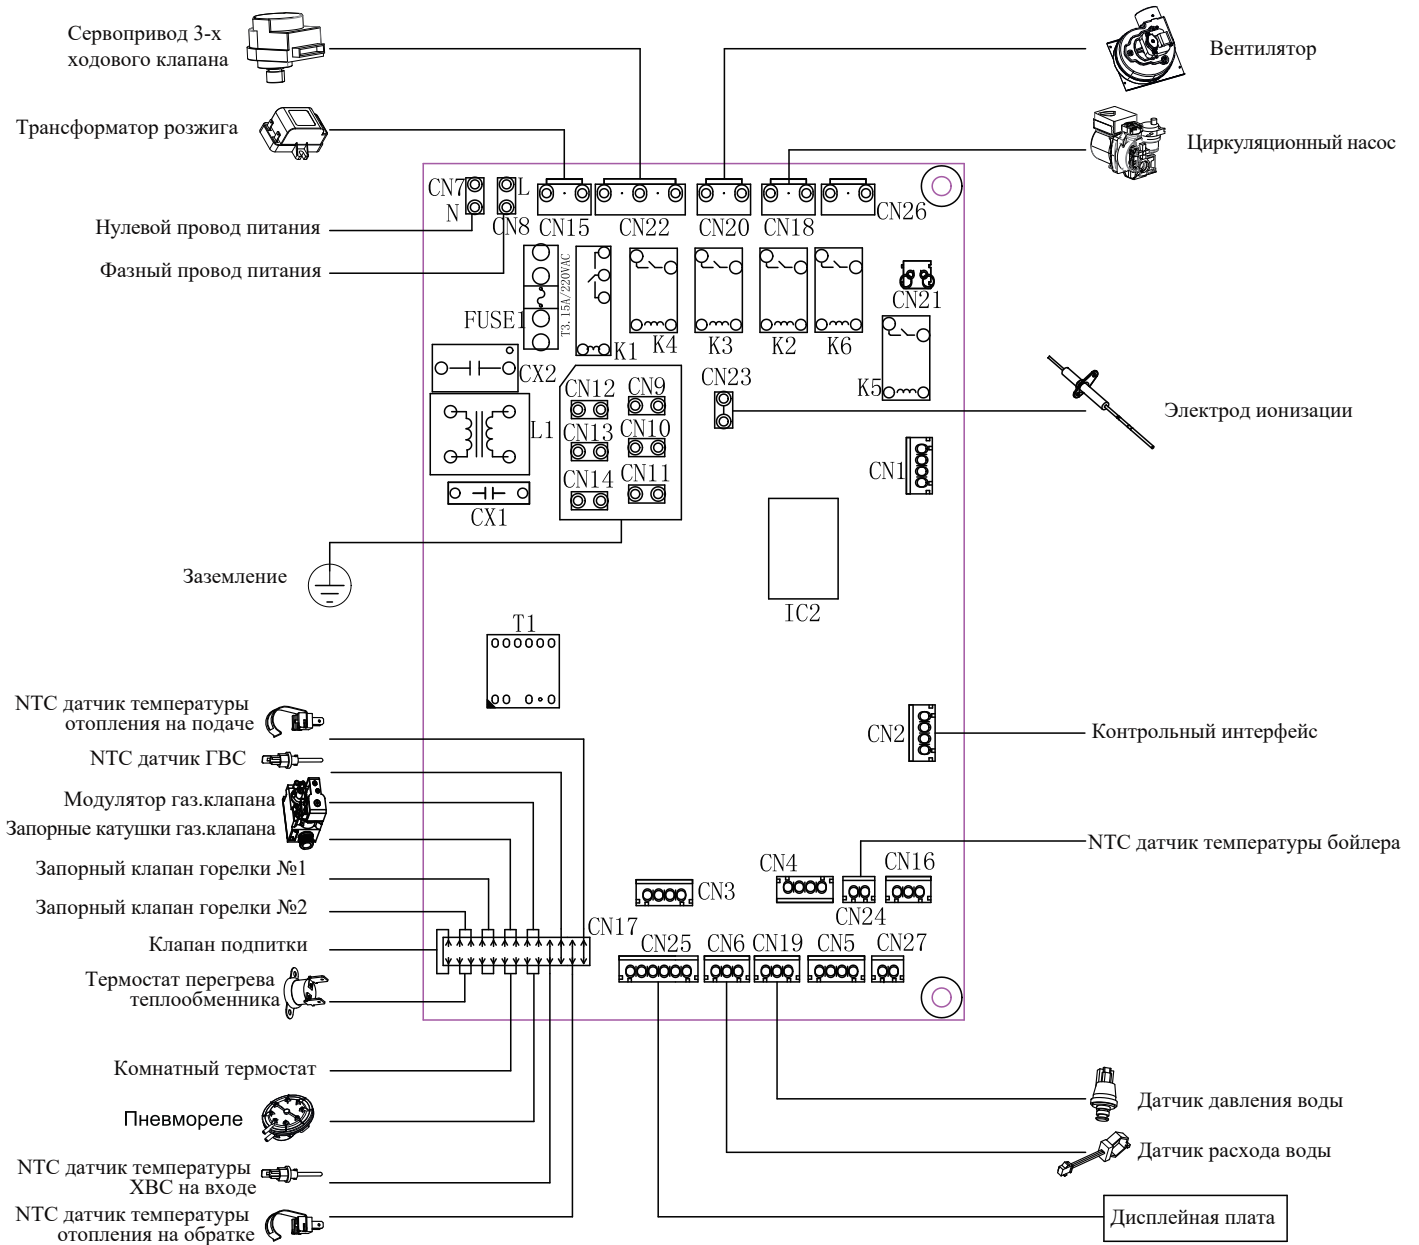 Сервопривод 3-х
ходового клапана
Вентилятор
Трансформатор розжига
Циркуляционный насос
CN7
N
L
CN8
CN15
CN22
CN20
CN18
CN26
Нулевой провод питания
Фазный провод питания
FUSE1
T3.15A/220VAC
K1
K4
K3
K2
K6
CN21
K5
CX2
CN12
CN9
CN23
Электрод ионизации
L1
CN13
CN10
CN14
CN11
CN1
CX1
Заземление
IC2
T1
NTC датчик температуры
отопления на подаче
NTC датчик ГВС
Модулятор газ.клапана
Запорные катушки газ.клапана
Запорный клапан горелки №1
Запорный клапан горелки №2
Клапан подпитки
Термостат перегрева
теплообменника
Комнатный термостат
Пневмореле
NTC датчик температуры
ХВС на входе
NTC датчик температуры
отопления на обратке
CN2
Контрольный интерфейс
NTC датчик температуры бойлера
CN4
CN16
CN3
CN24
CN17
CN25
CN6
CN19
CN5
CN27
Датчик давления воды
Датчик расхода воды
Дисплейная плата